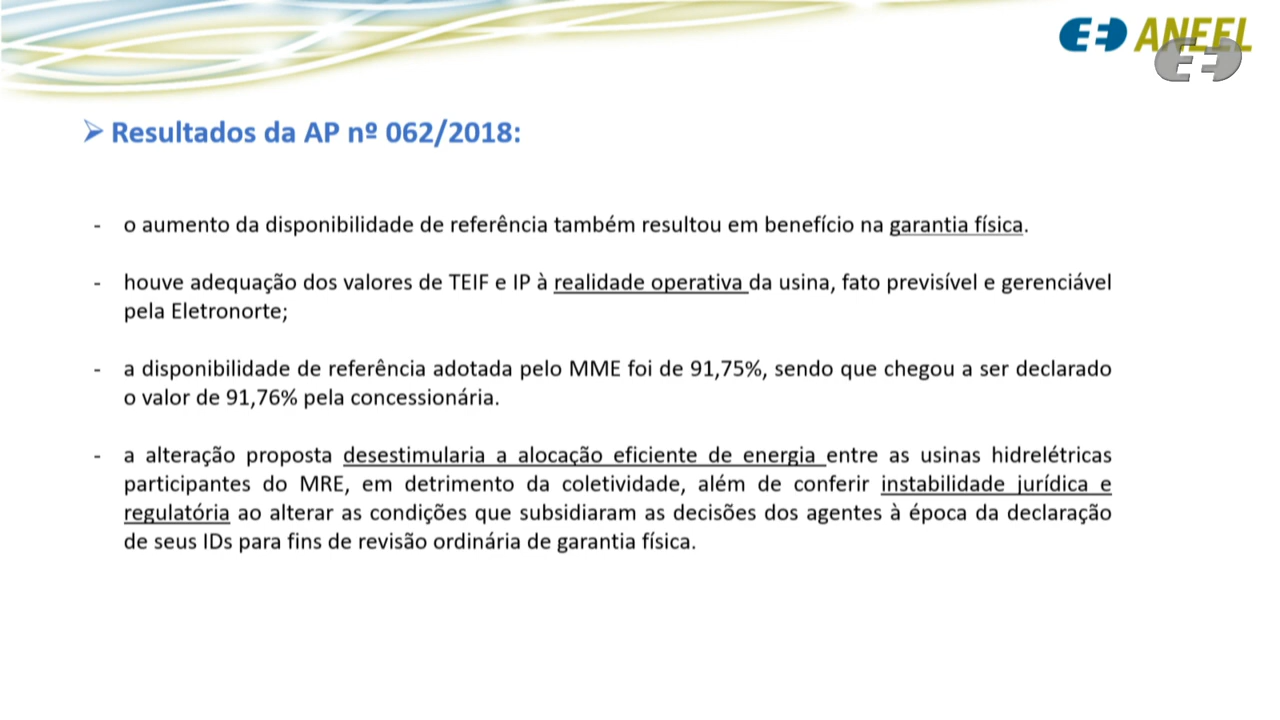 ANEEL
➢ Resultados da AP nº 062/2018:
- o aumento da disponibilidade de referência também resultou em benefício na garantia física.
- houve adequação dos valores de TEIF e IP à realidade operativa da usina, fato previsível e gerenciável
pela Eletronorte;
- a disponibilidade de referência adotada pelo MME foi de 91,75%, sendo que chegou a ser declarado
o valor de 91,76% pela concessionária.
- a alteração proposta desestimularia a alocação eficiente de energia entre as usinas hidrelétricas
participantes do MRE, em detrimento da coletividade, além de conferir instabilidade jurídica e
regulatória ao alterar as condições que subsidiaram as decisões dos agentes à época da declaração
de seus IDs para fins de revisão ordinária de garantia física.